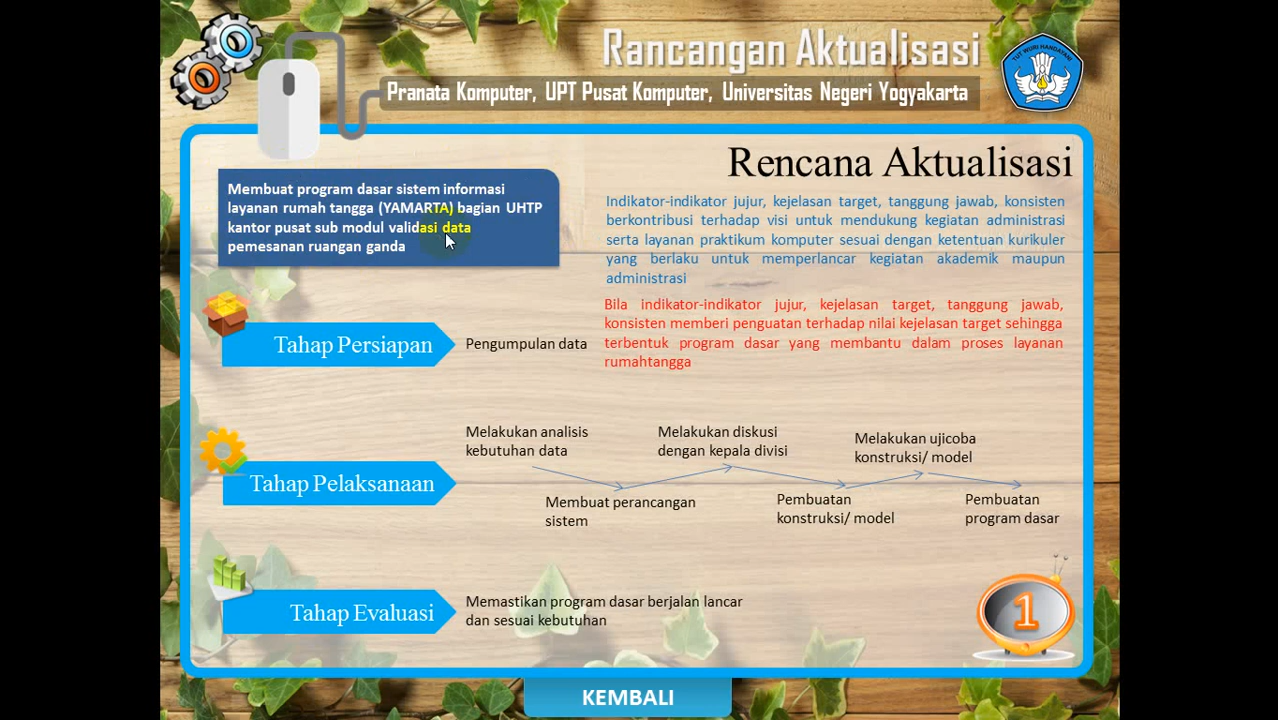 Rancangan Aktualisasi
Pranata Komputer, UPT Pusat Komputer, Universitas Negeri Yogyakarta
TUT WURI HANDAYANI
Rencana Aktualisasi
Membuat program dasar sistem informasi
layanan rumah tangga (YAMARTA) bagian UHTP
kantor pusat sub modul validasi data
pemesanan ruangan ganda
Indikator-indikator jujur, kejelasan target, tanggung jawab, konsisten
berkontribusi terhadap visi untuk mendukung kegiatan administrasi
serta layanan praktikum komputer sesuai dengan ketentuan kurikuler
yang berlaku untuk memperlancar kegiatan akademik maupun
administrasi
Bila indikator-indikator jujur, kejelasan target, tanggung jawab,
konsisten memberi penguatan terhadap nilai kejelasan target sehingga
terbentuk program dasar yang membantu dalam proses layanan
rumahtangga
Tahap Persiapan
Pengumpulan data
Tahap Pelaksanaan
Melakukan analisis
kebutuhan data
Membuat perancangan
sistem
Melakukan diskusi
dengan kepala divisi
Pembuatan
konstruksi/ model
Melakukan ujicoba
konstruksi/ model
Pembuatan
program dasar
Tahap Evaluasi
Memastikan program dasar berjalan lancar
dan sesuai kebutuhan
1
KEMBALI